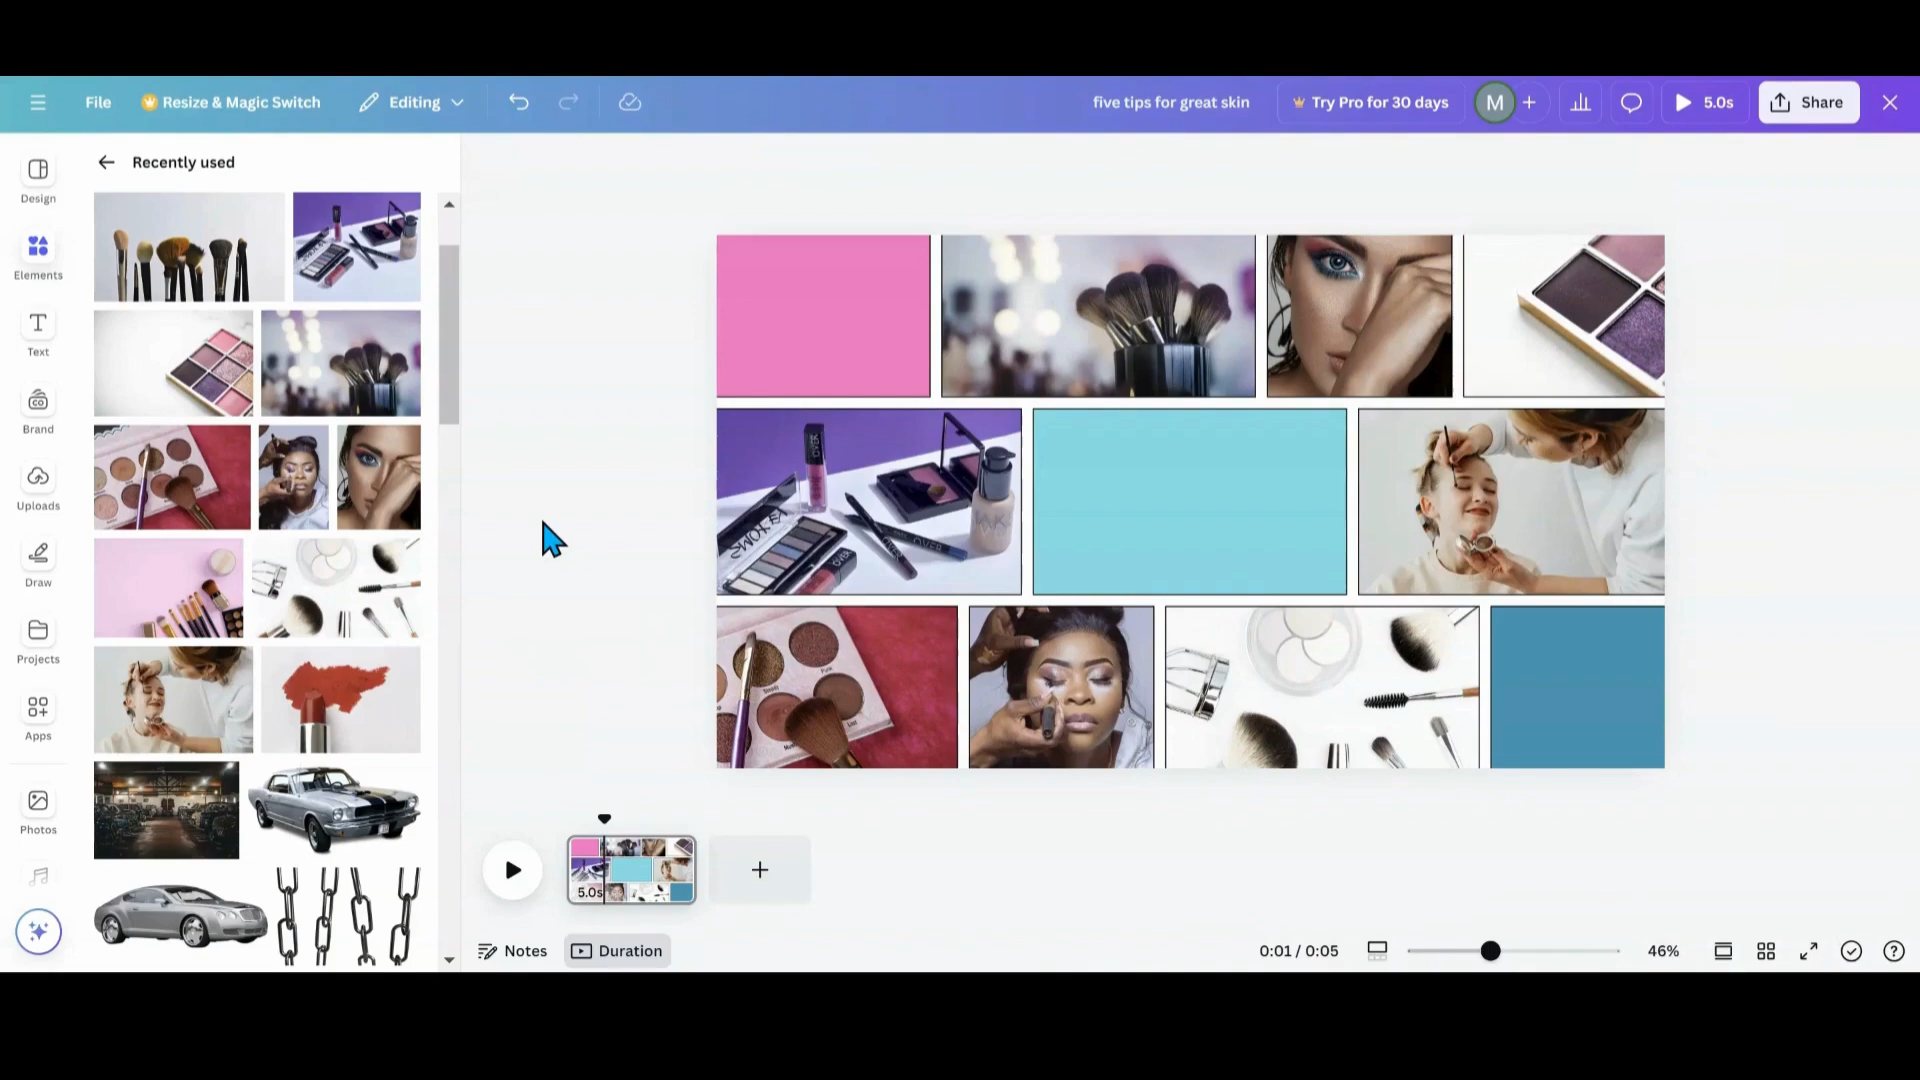 File
Resize & Magic Switch
Editing
five tips for great skin
Try Pro for 30 days
M
5.0s
Share
Recently used
Design
Elements
Text
Brand
Uploads
Draw
Projects
Apps
Photos
5.0s
Notes
Duration
0:01 / 0:05
46%